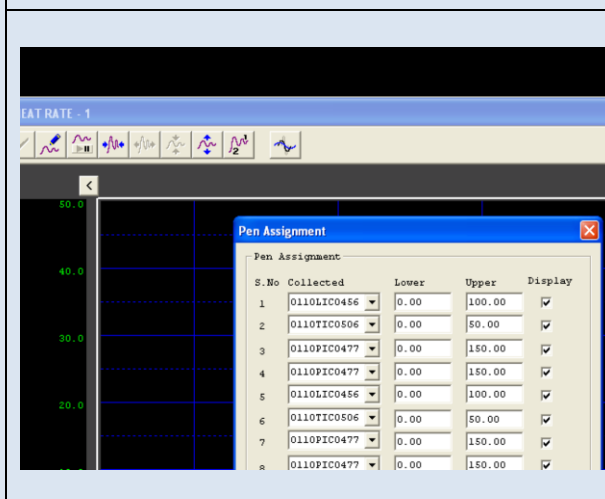 EAT RATE - 1
50.0
40.0
30.0
20.0
Pen Assignment
Pen Assignment
S.No Collected Lower Upper Display
1 0110LIC0456 0.00 100.00
2 0110TIC0506 0.00 50.00
3 0110PIC0477 0.00 150.00
4 0110PIC0477 0.00 150.00
5 0110LIC0456 0.00 100.00
6 0110TIC0506 0.00 50.00
7 0110PIC0477 0.00 150.00
8 0110PIC0477 0.00 150.00